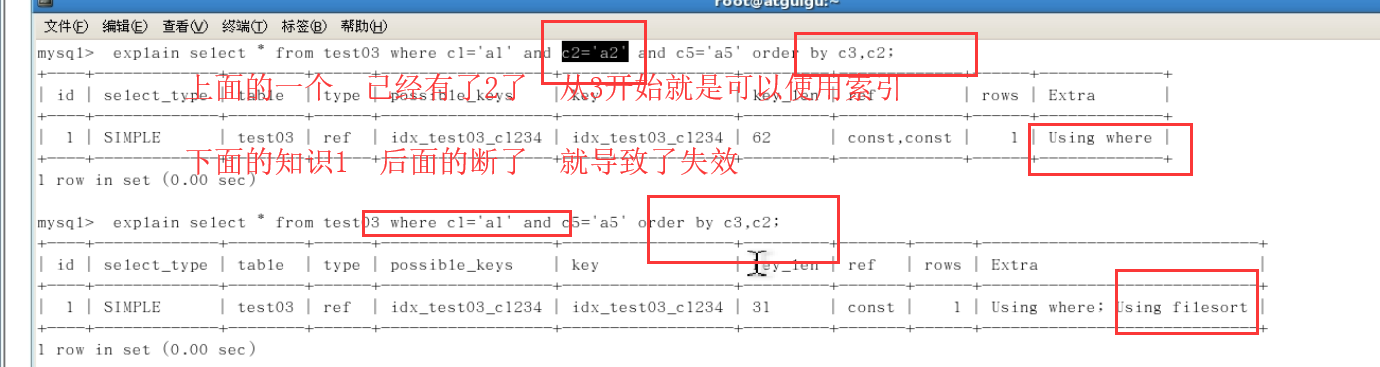 root@atguigu:~
文件(F) 编辑(E) 查看(V) 终端(T) 标签(B) 帮助(H)
mysql> explain select * from test03 where c1='a1' and c2='a2' and c5='a5' order by c3,c2;
上面的一个 已经有了2了 从3开始就是可以使用索引
| id | select_type | table | type | possible_keys | key | key_len | ref | rows | Extra |
| 1 | SIMPLE | test03 | ref | idx_test03_c1234 | idx_test03_c1234 | 62 | const,const | 1 | Using where |
下面的知识1 后面的断了 就导致了失效
1 row in set (0.00 sec)
mysql> explain select * from test03 where c1='a1' and c5='a5' order by c3,c2;
| id | select_type | table | type | possible_keys | key | key_len | ref | rows | Extra |
| 1 | SIMPLE | test03 | ref | idx_test03_c1234 | idx_test03_c1234 | 31 | const | 1 | Using where; Using filesort |
1 row in set (0.00 sec)